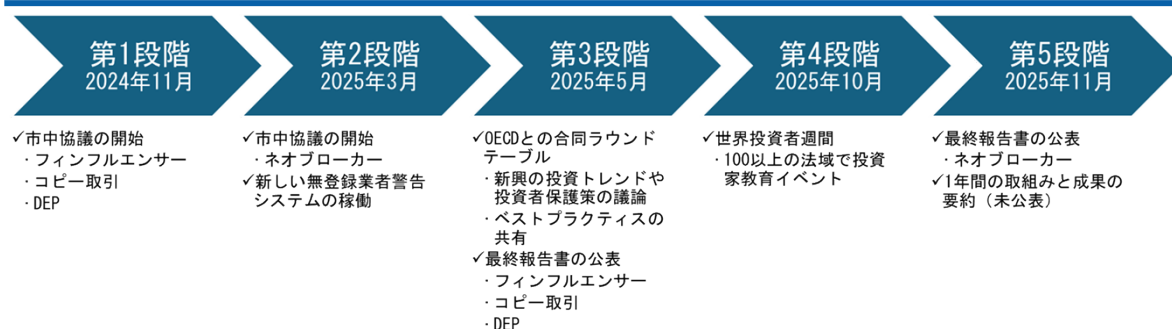 第1段階
2024年11月
第2段階
2025年3月
第3段階
2025年5月
第4段階
2025年10月
第5段階
2025年11月
✓市中協議の開始
・フィンフルエンサー
・コピー取引
・DEP
✓市中協議の開始
・ネオブローカー
✓新しい無登録業者警告
システムの稼働
✓OECDとの合同ラウンド
テーブル
・新興の投資トレンドや
投資者保護策の議論
・ベストプラクティスの
共有
✓最終報告書の公表
・フィンフルエンサー
・コピー取引
・DEP
✓世界投資者週間
・100以上の法域で投資
家教育イベント
✓最終報告書の公表
・ネオブローカー
✓1年間の取組みと成果の
要約（未公表）